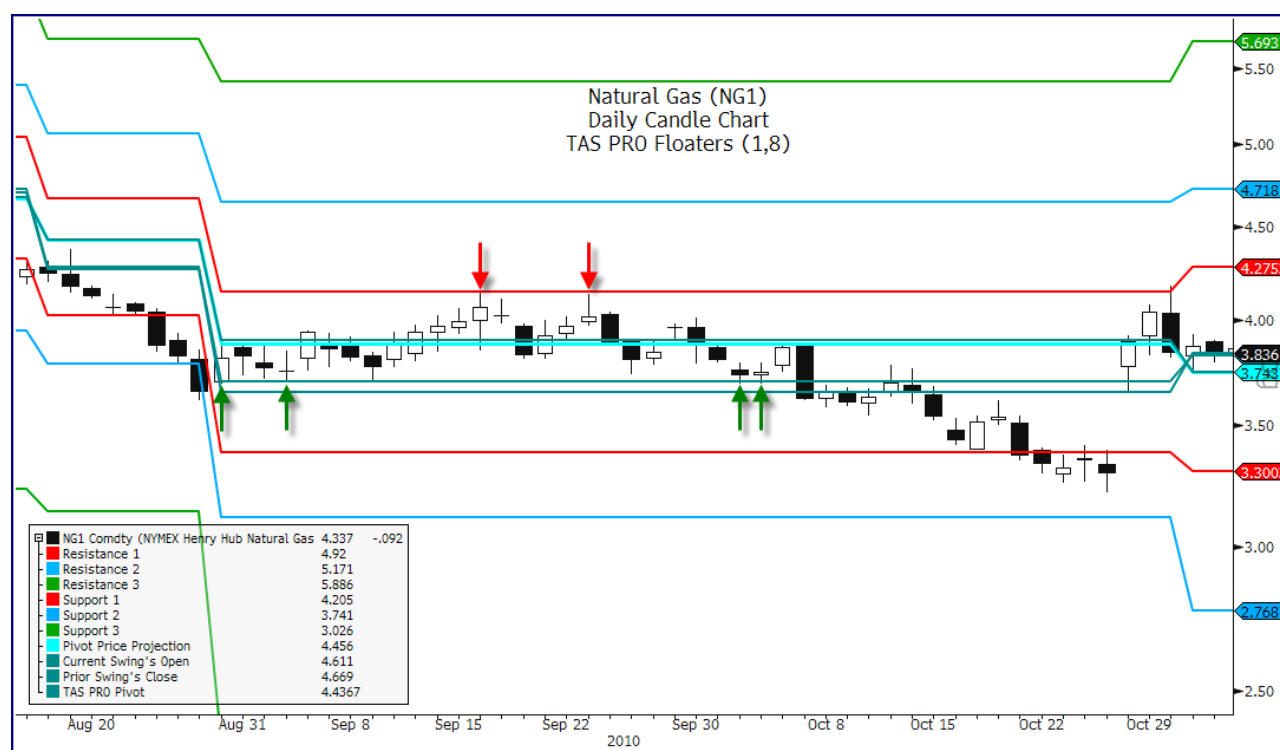 Natural Gas (NG1)
Daily Candle Chart
TAS PRO Floaters (1,8)
5.693
5.50
5.00
4.718
4.50
4.275
4.00
3.836
3.743
3.50
3.300
3.00
2.768
2.50
NG1 Comdty (NYMEX Henry Hub Natural Gas 4.337 -.092
Resistance 1 4.92
Resistance 2 5.171
Resistance 3 5.886
Support 1 4.205
Support 2 3.741
Support 3 3.026
Pivot Price Projection 4.456
Current Swing's Open 4.611
Prior Swing's Close 4.669
TAS PRO Pivot 4.4367
Aug 20 Aug 31 Sep 8 Sep 15 Sep 22 Sep 30 Oct 8 Oct 15 Oct 22 Oct 29
2010